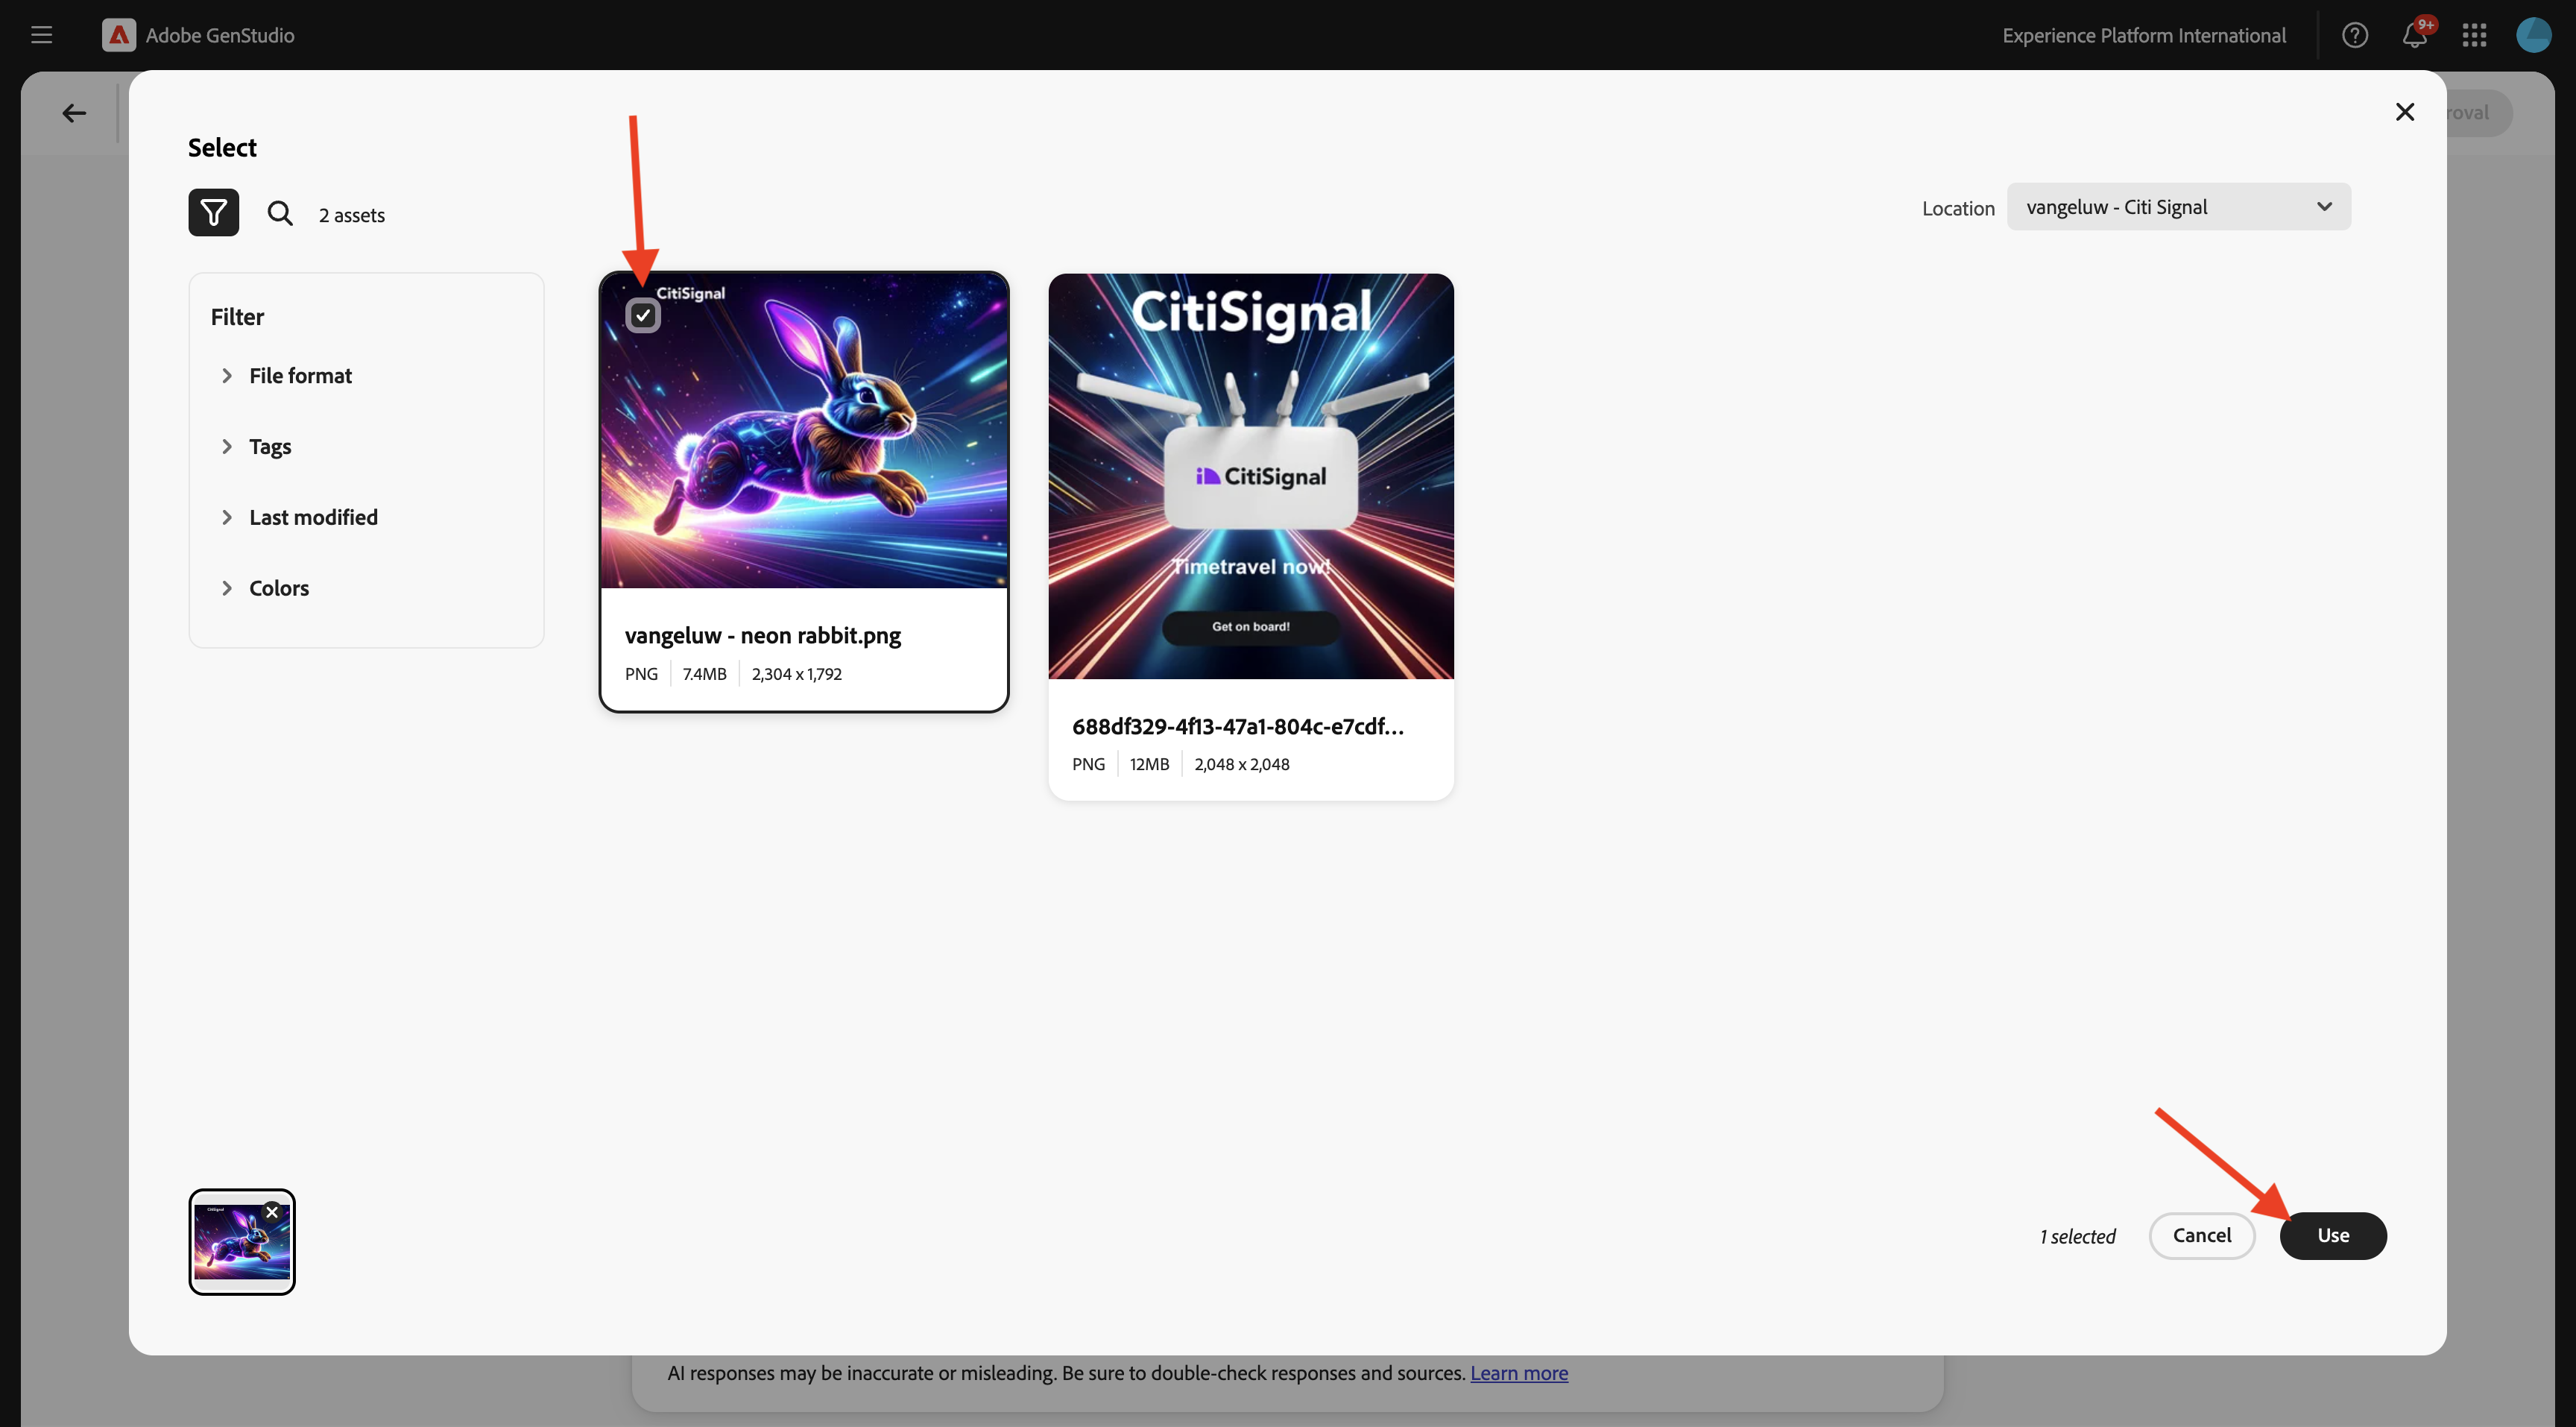 Adobe GenStudio
Experience Platform International
9+
Select
2 assets
Location
vangeluw - Citi Signal
Filter
File format
Tags
Last modified
Colors
CitiSignal
vangeluw - neon rabbit.png
PNG 7.4MB 2,304 x 1,792
CitiSignal
CitiSignal
Timetravel now!
Get on board!
688df329-4f13-47a1-804c-e7cdf...
PNG 12MB 2,048 x 2,048
CitiSignal
1 selected
Cancel
Use
AI responses may be inaccurate or misleading. Be sure to double-check responses and sources. Learn more